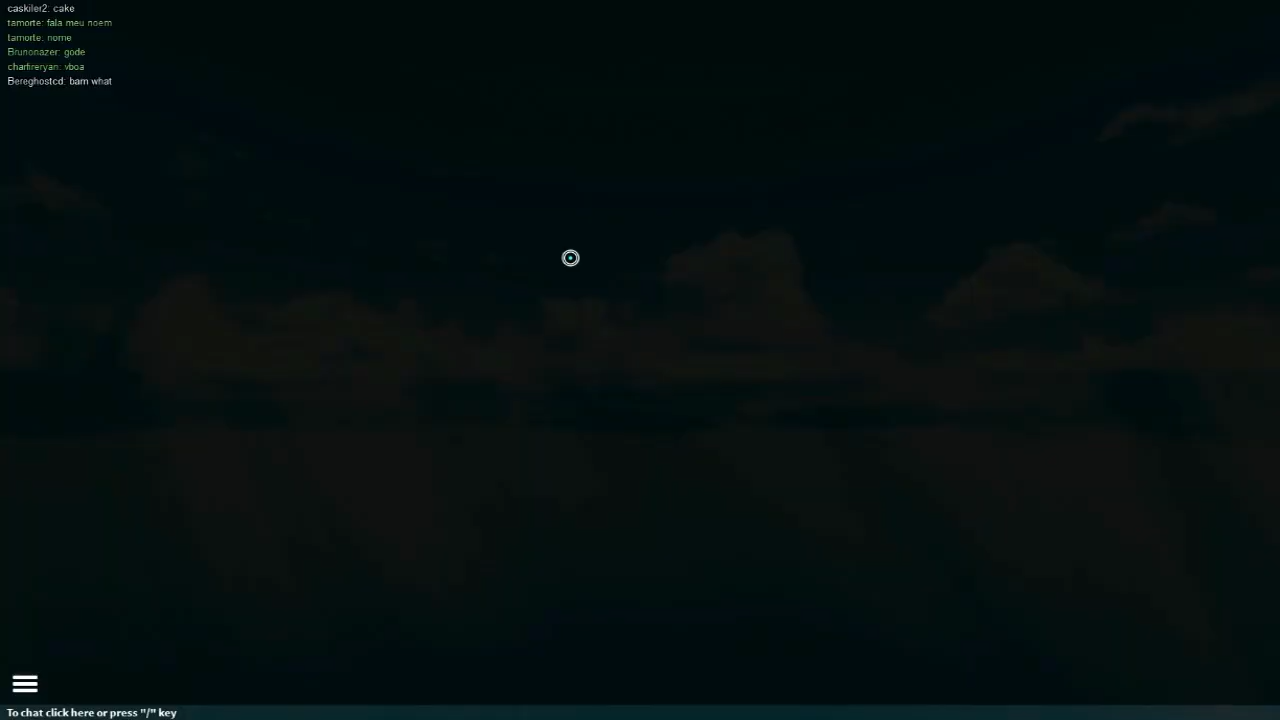 caskiler2: cake
tamorte: fala meu noem
tamorte: nome
Brunonazer: gode
charfireryan: vboa
Bereghostcd: barn what
To chat click here or press "/" key